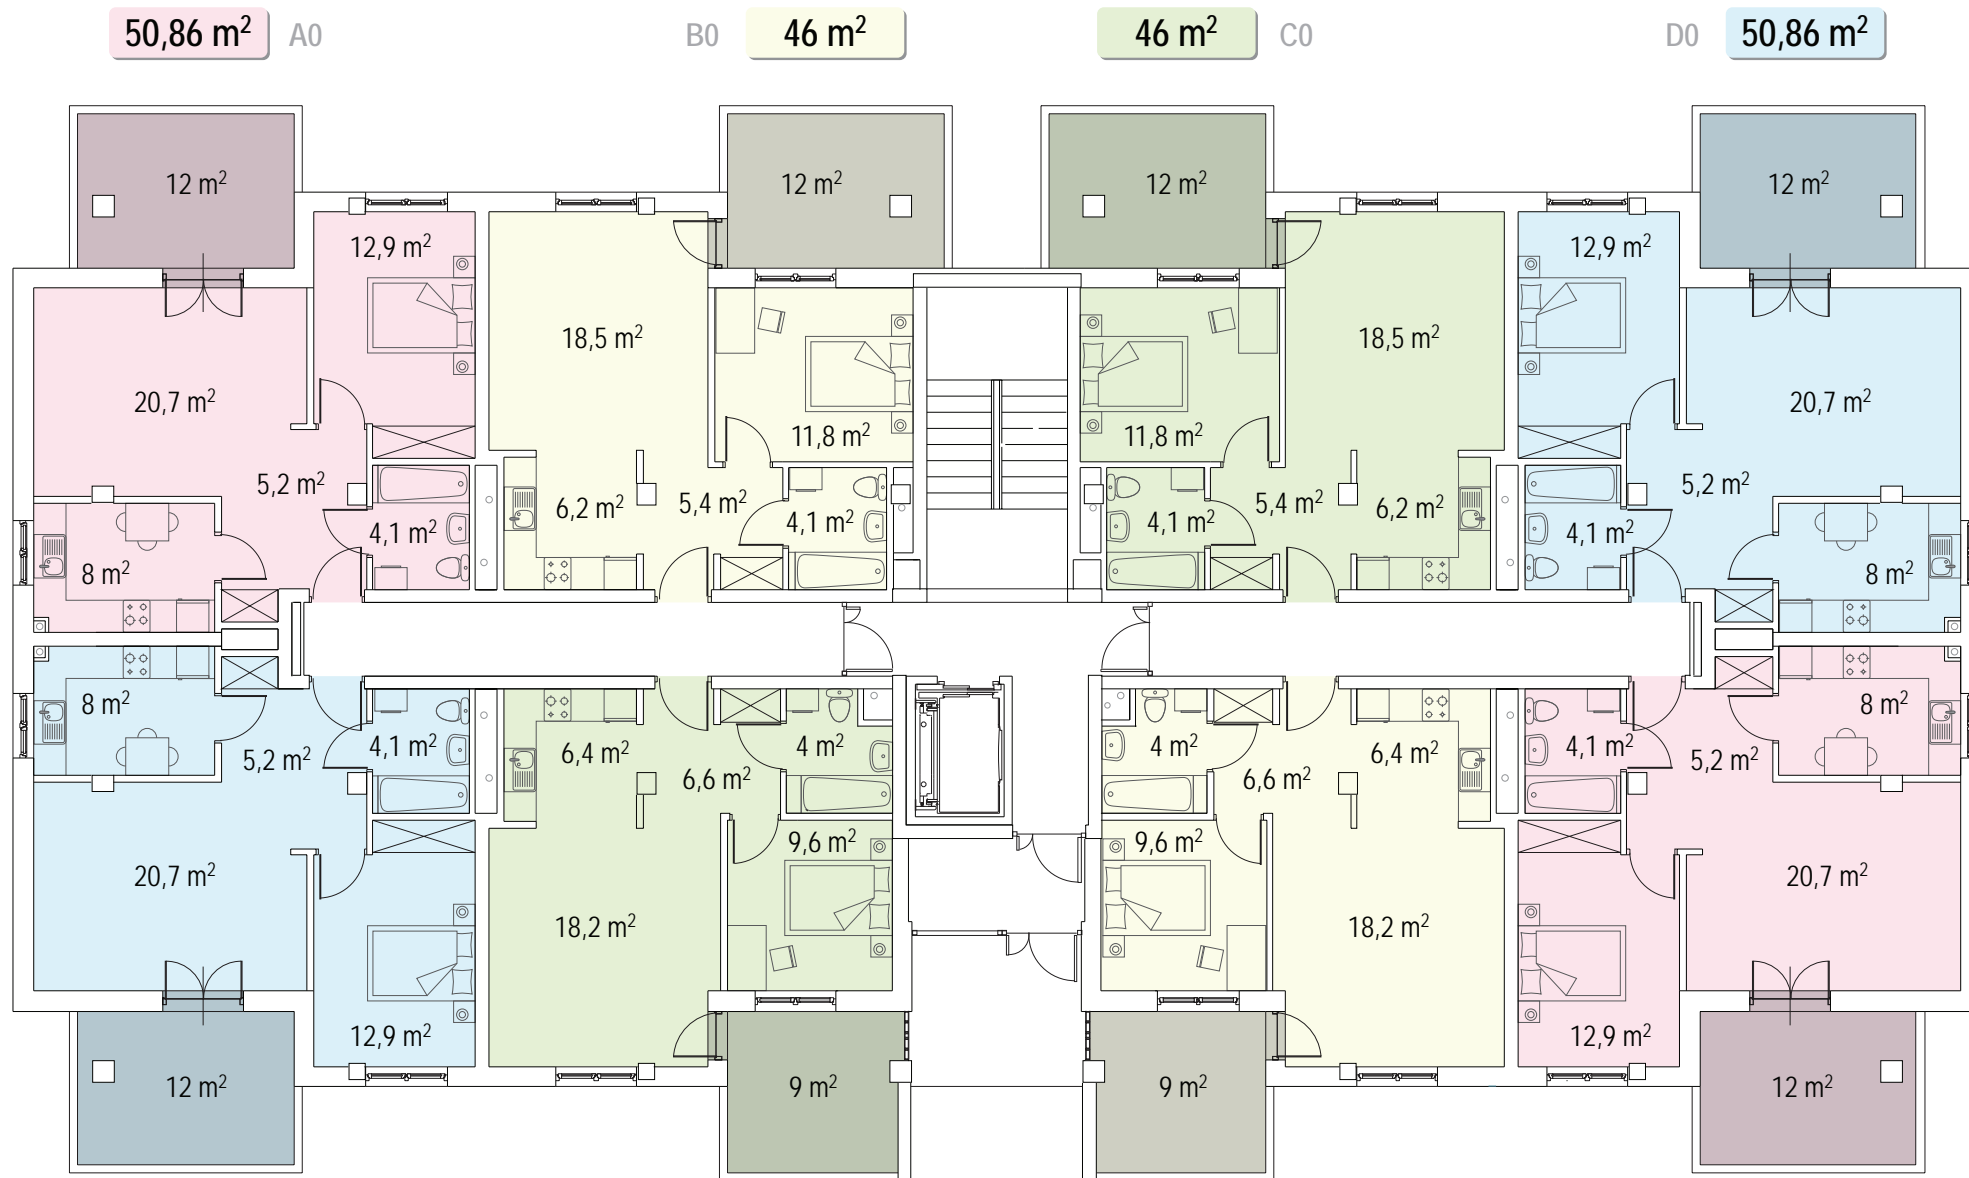 50,86 m² A0 B0 46 m² 46 m² C0 D0 50,86 m²
12 m² 12 m² 12 m² 12 m²
12,9 m² 12,9 m²
18,5 m² 18,5 m²
20,7 m² 20,7 m²
11,8 m² 11,8 m²
5,2 m² 5,2 m²
6,2 m² 5,4 m² 5,4 m² 6,2 m²
4,1 m² 4,1 m² 4,1 m² 4,1 m²
8 m² 8 m²
8 m² 8 m²
5,2 m² 4,1 m² 6,4 m² 4 m² 4 m² 6,4 m² 4,1 m² 5,2 m²
6,6 m² 6,6 m²
9,6 m² 9,6 m²
20,7 m² 20,7 m²
18,2 m² 18,2 m²
12,9 m² 12,9 m²
12 m² 9 m² 9 m² 12 m²